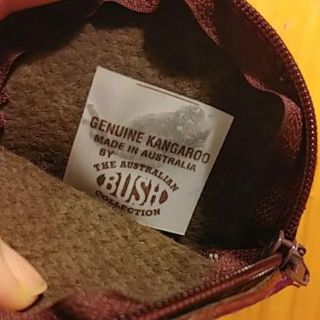 GENUINE KANGAROO
MADE IN AUSTRALIA
BY
THE AUSTRALIAN
BUSH
COLLECTION